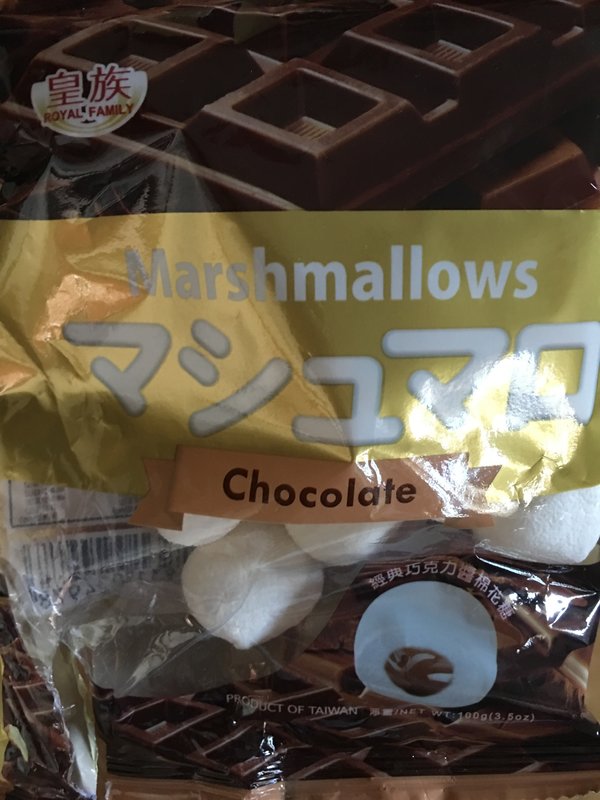 皇族
ROYAL FAMILY
Marshmallows
マシュマロ
Chocolate
經典巧克力醬棉花糖
PRODUCT OF TAIWAN 淨重/NET WT:100g(3.5oz)